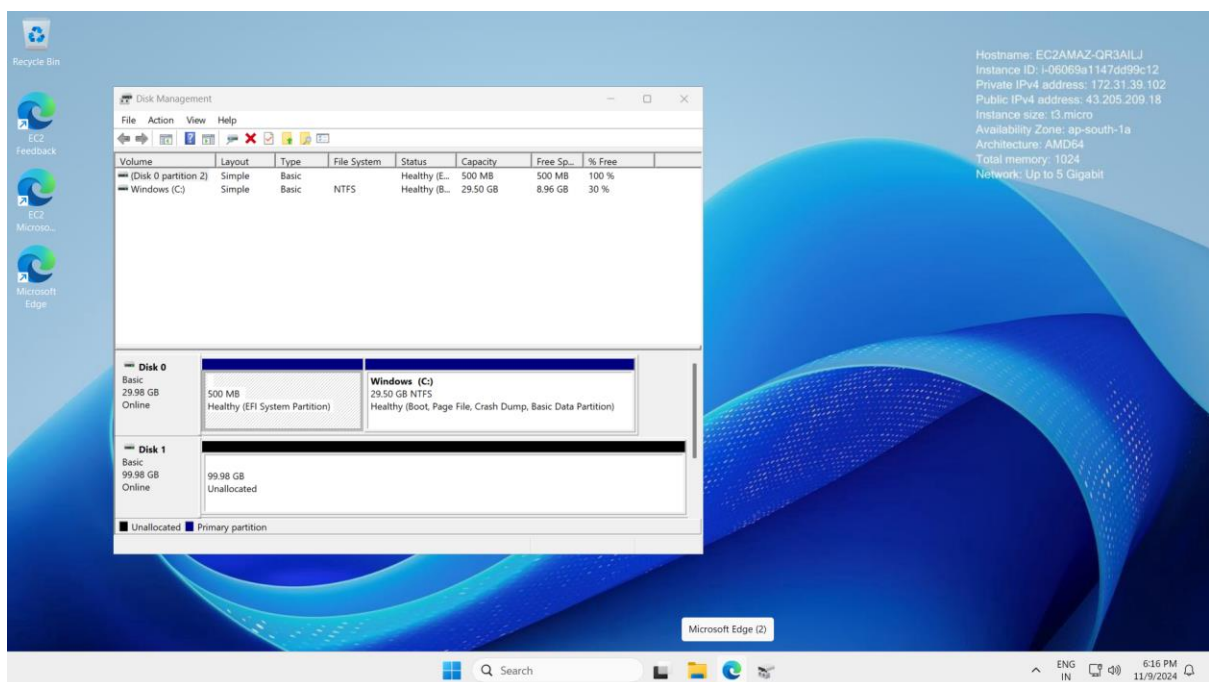 Recycle Bin
EC2
Feedback
EC2
Microso...
Microsoft
Edge
Hostname: EC2AMAZ-QR3AILJ
Instance ID: i-06069a1147dd99c12
Private IPv4 address: 172.31.39.102
Public IPv4 address: 43.205.209.18
Instance size: t3.micro
Availability Zone: ap-south-1a
Architecture: AMD64
Total memory: 1024
Network: Up to 5 Gigabit
Disk Management
File Action View Help
Volume Layout Type File System Status Capacity Free Sp... % Free
(Disk 0 partition 2) Simple Basic Healthy (E... 500 MB 500 MB 100 %
Windows (C:) Simple Basic NTFS Healthy (B... 29.50 GB 8.96 GB 30 %
Disk 0
Basic
29.98 GB
Online
500 MB
Healthy (EFI System Partition)
Windows (C:)
29.50 GB NTFS
Healthy (Boot, Page File, Crash Dump, Basic Data Partition)
Disk 1
Basic
99.98 GB
Online
99.98 GB
Unallocated
Unallocated Primary partition
Microsoft Edge (2)
Search
ENG
IN
6:16 PM
11/9/2024